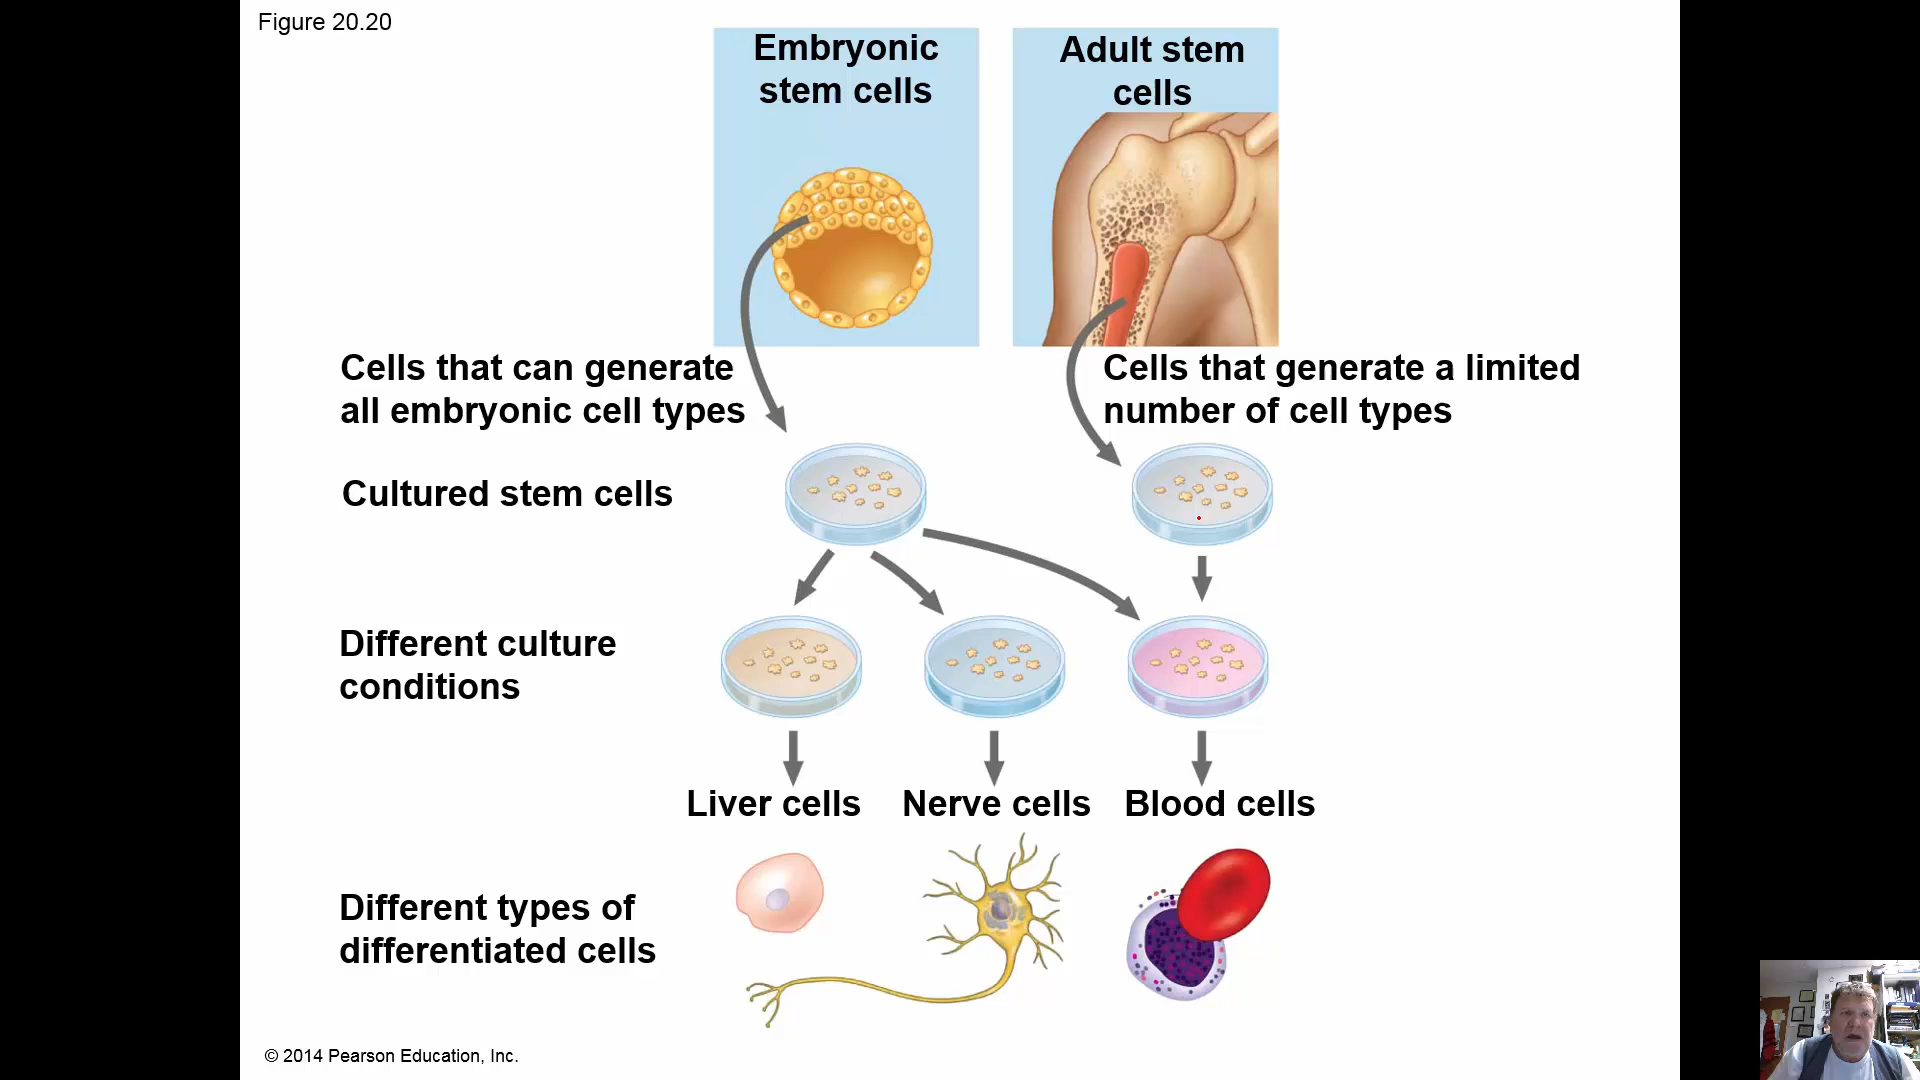 Figure 20.20
Embryonic
stem cells
Adult stem
cells
Cells that can generate
all embryonic cell types
Cells that generate a limited
number of cell types
Cultured stem cells
Different culture
conditions
Liver cells
Nerve cells
Blood cells
Different types of
differentiated cells
© 2014 Pearson Education, Inc.